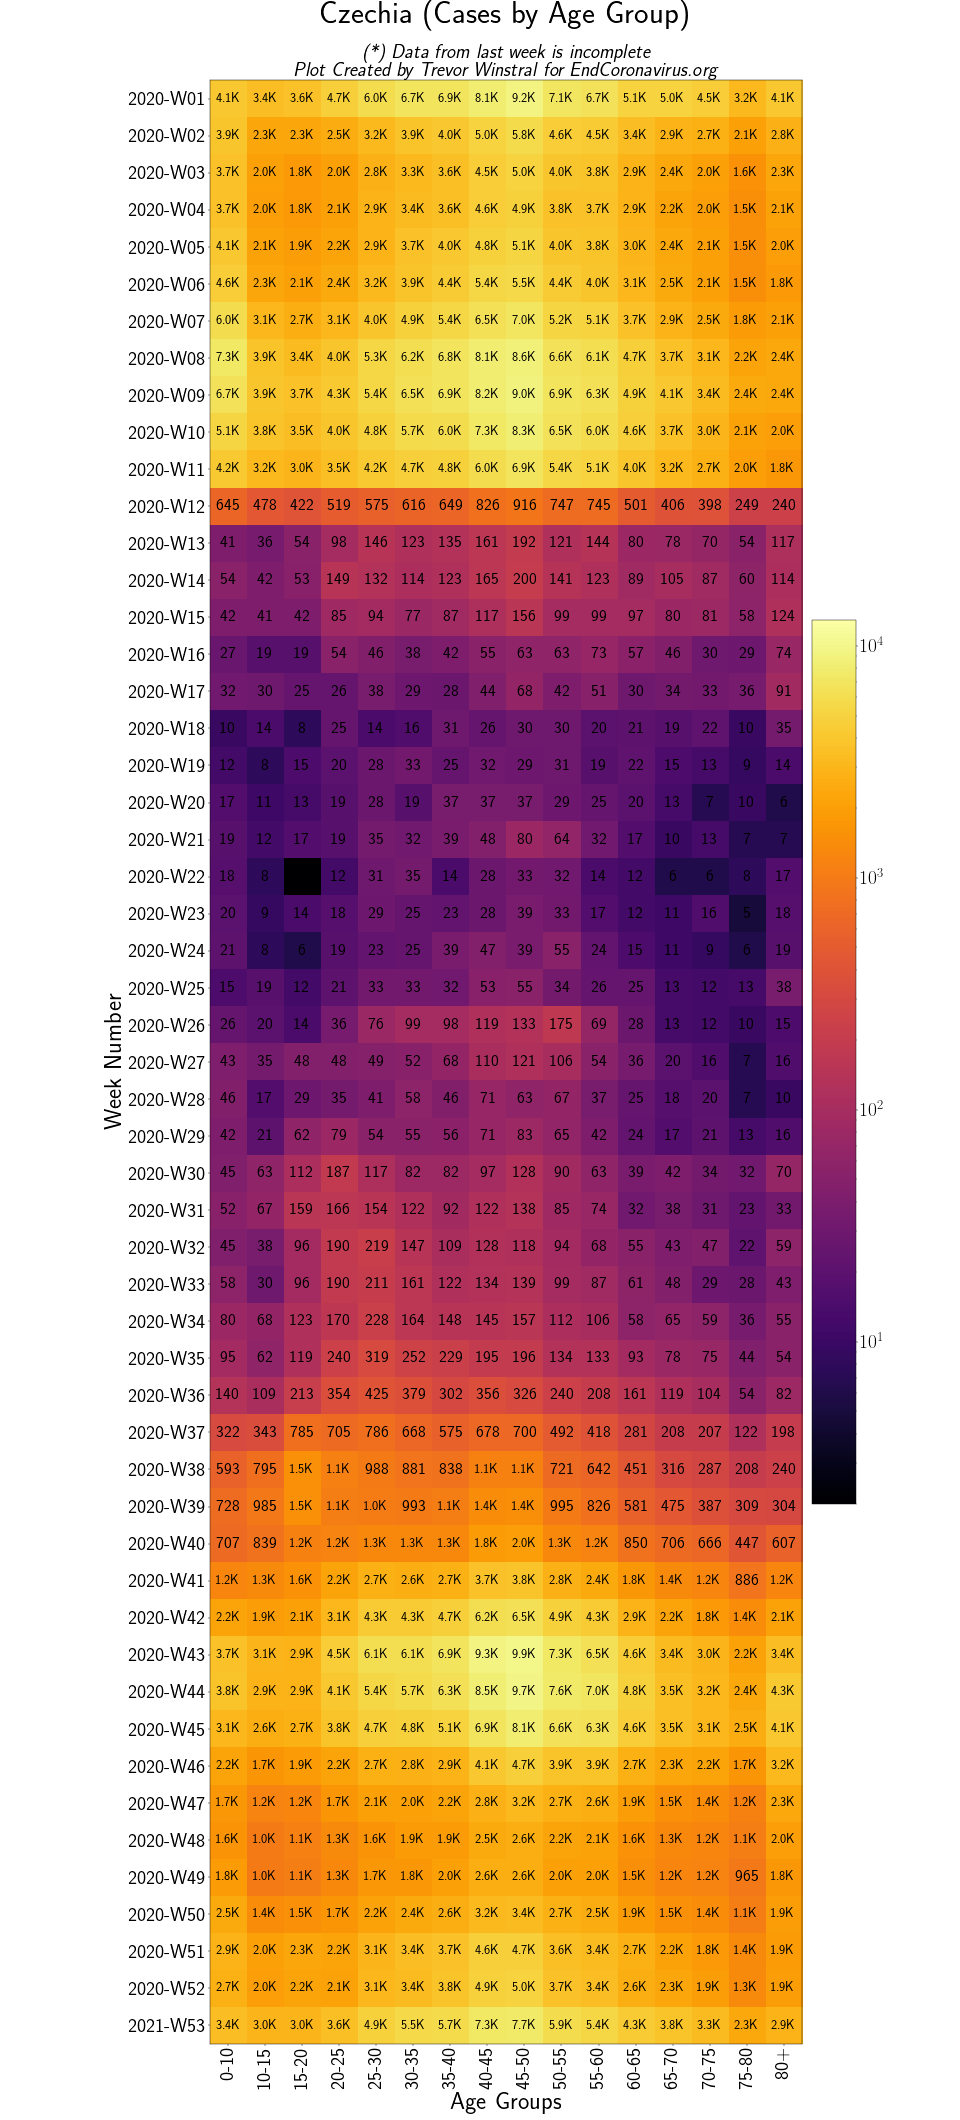 Czechia (Cases by Age Group)
(*) Data from last week is incomplete
Plot Created by Trevor Winstral for EndCoronavirus.org
2020-W01 4.1K 3.4K 3.6K 4.7K 6.0K 6.7K 6.9K 8.1K 9.2K 7.1K 6.7K 5.1K 5.0K 4.5K 3.2K 4.1K
2020-W02 3.9K 2.3K 2.3K 2.5K 3.2K 3.9K 4.0K 5.0K 5.8K 4.6K 4.5K 3.4K 2.9K 2.7K 2.1K 2.8K
2020-W03 3.7K 2.0K 1.8K 2.0K 2.8K 3.3K 3.6K 4.5K 5.0K 4.0K 3.8K 2.9K 2.4K 2.0K 1.6K 2.3K
2020-W04 3.7K 2.0K 1.8K 2.1K 2.9K 3.4K 3.6K 4.6K 4.9K 3.8K 3.7K 2.9K 2.2K 2.0K 1.5K 2.1K
2020-W05 4.1K 2.1K 1.9K 2.2K 2.9K 3.7K 4.0K 4.8K 5.1K 4.0K 3.8K 3.0K 2.4K 2.1K 1.5K 2.0K
2020-W06 4.6K 2.3K 2.1K 2.4K 3.2K 3.9K 4.4K 5.4K 5.5K 4.4K 4.0K 3.1K 2.5K 2.1K 1.5K 1.8K
2020-W07 6.0K 3.1K 2.7K 3.1K 4.0K 4.9K 5.4K 6.5K 7.0K 5.2K 5.1K 3.7K 2.9K 2.5K 1.8K 2.1K
2020-W08 7.3K 3.9K 3.4K 4.0K 5.3K 6.2K 6.8K 8.1K 8.6K 6.6K 6.1K 4.7K 3.7K 3.1K 2.2K 2.4K
2020-W09 6.7K 3.9K 3.7K 4.3K 5.4K 6.5K 6.9K 8.2K 9.0K 6.9K 6.3K 4.9K 4.1K 3.4K 2.4K 2.4K
2020-W10 5.1K 3.8K 3.5K 4.0K 4.8K 5.7K 6.0K 7.3K 8.3K 6.5K 6.0K 4.6K 3.7K 3.0K 2.1K 2.0K
2020-W11 4.2K 3.2K 3.0K 3.5K 4.2K 4.7K 4.8K 6.0K 6.9K 5.4K 5.1K 4.0K 3.2K 2.7K 2.0K 1.8K
2020-W12 645 478 422 519 575 616 649 826 916 747 745 501 406 398 249 240
2020-W13 41 36 54 98 146 123 135 161 192 121 144 80 78 70 54 117
2020-W14 54 42 53 149 132 114 123 165 200 141 123 89 105 87 60 114
2020-W15 42 41 42 85 94 77 87 117 156 99 99 97 80 81 58 124
2020-W16 27 19 19 54 46 38 42 55 63 63 73 57 46 30 29 74
2020-W17 32 30 25 26 38 29 28 44 68 42 51 30 34 33 36 91
2020-W18 10 14 8 25 14 16 31 26 30 30 20 21 19 22 10 35
2020-W19 12 8 15 20 28 33 25 32 29 31 19 22 15 13 9 14
2020-W20 17 11 13 19 28 19 37 37 37 29 25 20 13 7 10 6
2020-W21 19 12 17 19 35 32 39 48 80 64 32 17 10 13 7 7
2020-W22 18 8 12 31 35 14 28 33 32 14 12 6 6 8 17
2020-W23 20 9 14 18 29 25 23 28 39 33 17 12 11 16 5 18
2020-W24 21 8 6 19 23 25 39 47 39 55 24 15 11 9 6 19
2020-W25 15 19 12 21 33 33 32 53 55 34 26 25 13 12 13 38
2020-W26 26 20 14 36 76 99 98 119 133 175 69 28 13 12 10 15
2020-W27 43 35 48 48 49 52 68 110 121 106 54 36 20 16 7 16
2020-W28 46 17 29 35 41 58 46 71 63 67 37 25 18 20 7 10
2020-W29 42 21 62 79 54 55 56 71 83 65 42 24 17 21 13 16
2020-W30 45 63 112 187 117 82 82 97 128 90 63 39 42 34 32 70
2020-W31 52 67 159 166 154 122 92 122 138 85 74 32 38 31 23 33
2020-W32 45 38 96 190 219 147 109 128 118 94 68 55 43 47 22 59
2020-W33 58 30 96 190 211 161 122 134 139 99 87 61 48 29 28 43
2020-W34 80 68 123 170 228 164 148 145 157 112 106 58 65 59 36 55
2020-W35 95 62 119 240 319 252 229 195 196 134 133 93 78 75 44 54
2020-W36 140 109 213 354 425 379 302 356 326 240 208 161 119 104 54 82
2020-W37 322 343 785 705 786 668 575 678 700 492 418 281 208 207 122 198
2020-W38 593 795 1.5K 1.1K 988 881 838 1.1K 1.1K 721 642 451 316 287 208 240
2020-W39 728 985 1.5K 1.1K 1.0K 993 1.1K 1.4K 1.4K 995 826 581 475 387 309 304
2020-W40 707 839 1.2K 1.2K 1.3K 1.3K 1.3K 1.8K 2.0K 1.3K 1.2K 850 706 666 447 607
2020-W41 1.2K 1.3K 1.6K 2.2K 2.7K 2.6K 2.7K 3.7K 3.8K 2.8K 2.4K 1.8K 1.4K 1.2K 886 1.2K
2020-W42 2.2K 1.9K 2.1K 3.1K 4.3K 4.3K 4.7K 6.2K 6.5K 4.9K 4.3K 2.9K 2.2K 1.8K 1.4K 2.1K
2020-W43 3.7K 3.1K 2.9K 4.5K 6.1K 6.1K 6.9K 9.3K 9.9K 7.3K 6.5K 4.6K 3.4K 3.0K 2.2K 3.4K
2020-W44 3.8K 2.9K 2.9K 4.1K 5.4K 5.7K 6.3K 8.5K 9.7K 7.6K 7.0K 4.8K 3.5K 3.2K 2.4K 4.3K
2020-W45 3.1K 2.6K 2.7K 3.8K 4.7K 4.8K 5.1K 6.9K 8.1K 6.6K 6.3K 4.6K 3.5K 3.1K 2.5K 4.1K
2020-W46 2.2K 1.7K 1.9K 2.2K 2.7K 2.8K 2.9K 4.1K 4.7K 3.9K 3.9K 2.7K 2.3K 2.2K 1.7K 3.2K
2020-W47 1.7K 1.2K 1.2K 1.7K 2.1K 2.0K 2.2K 2.8K 3.2K 2.7K 2.6K 1.9K 1.5K 1.4K 1.2K 2.3K
2020-W48 1.6K 1.0K 1.1K 1.3K 1.6K 1.9K 1.9K 2.5K 2.6K 2.2K 2.1K 1.6K 1.3K 1.2K 1.1K 2.0K
2020-W49 1.8K 1.0K 1.1K 1.3K 1.7K 1.8K 2.0K 2.6K 2.6K 2.0K 2.0K 1.5K 1.2K 1.2K 965 1.8K
2020-W50 2.5K 1.4K 1.5K 1.7K 2.2K 2.4K 2.6K 3.2K 3.4K 2.7K 2.5K 1.9K 1.5K 1.4K 1.1K 1.9K
2020-W51 2.9K 2.0K 2.3K 2.2K 3.1K 3.4K 3.7K 4.6K 4.7K 3.6K 3.4K 2.7K 2.2K 1.8K 1.4K 1.9K
2020-W52 2.7K 2.0K 2.2K 2.1K 3.1K 3.4K 3.8K 4.9K 5.0K 3.7K 3.4K 2.6K 2.3K 1.9K 1.3K 1.9K
2021-W53 3.4K 3.0K 3.0K 3.6K 4.9K 5.5K 5.7K 7.3K 7.7K 5.9K 5.4K 4.3K 3.8K 3.3K 2.3K 2.9K
0-10 10-15 15-20 20-25 25-30 30-35 35-40 40-45 45-50 50-55 55-60 60-65 65-70 70-75 75-80 80+
Age Groups
Week Number
10⁴
10³
10²
10¹